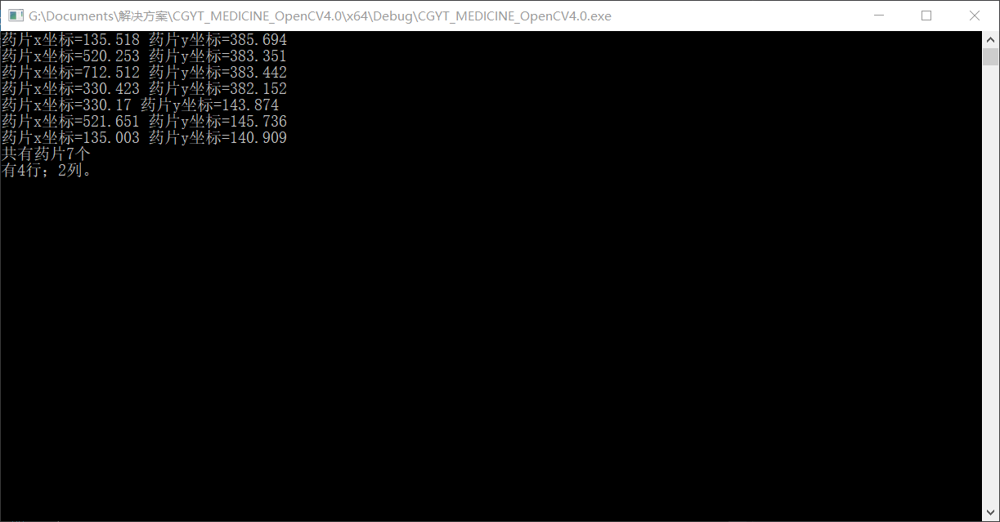 G:\Documents\解决方案\CGYT_MEDICINE_OpenCV4.0\x64\Debug\CGYT_MEDICINE_OpenCV4.0.exe
药片x坐标=135.518 药片y坐标=385.694
药片x坐标=520.253 药片y坐标=383.351
药片x坐标=712.512 药片y坐标=383.442
药片x坐标=330.423 药片y坐标=382.152
药片x坐标=330.17 药片y坐标=143.874
药片x坐标=521.651 药片y坐标=145.736
药片x坐标=135.003 药片y坐标=140.909
共有药片7个
有4行；2列。